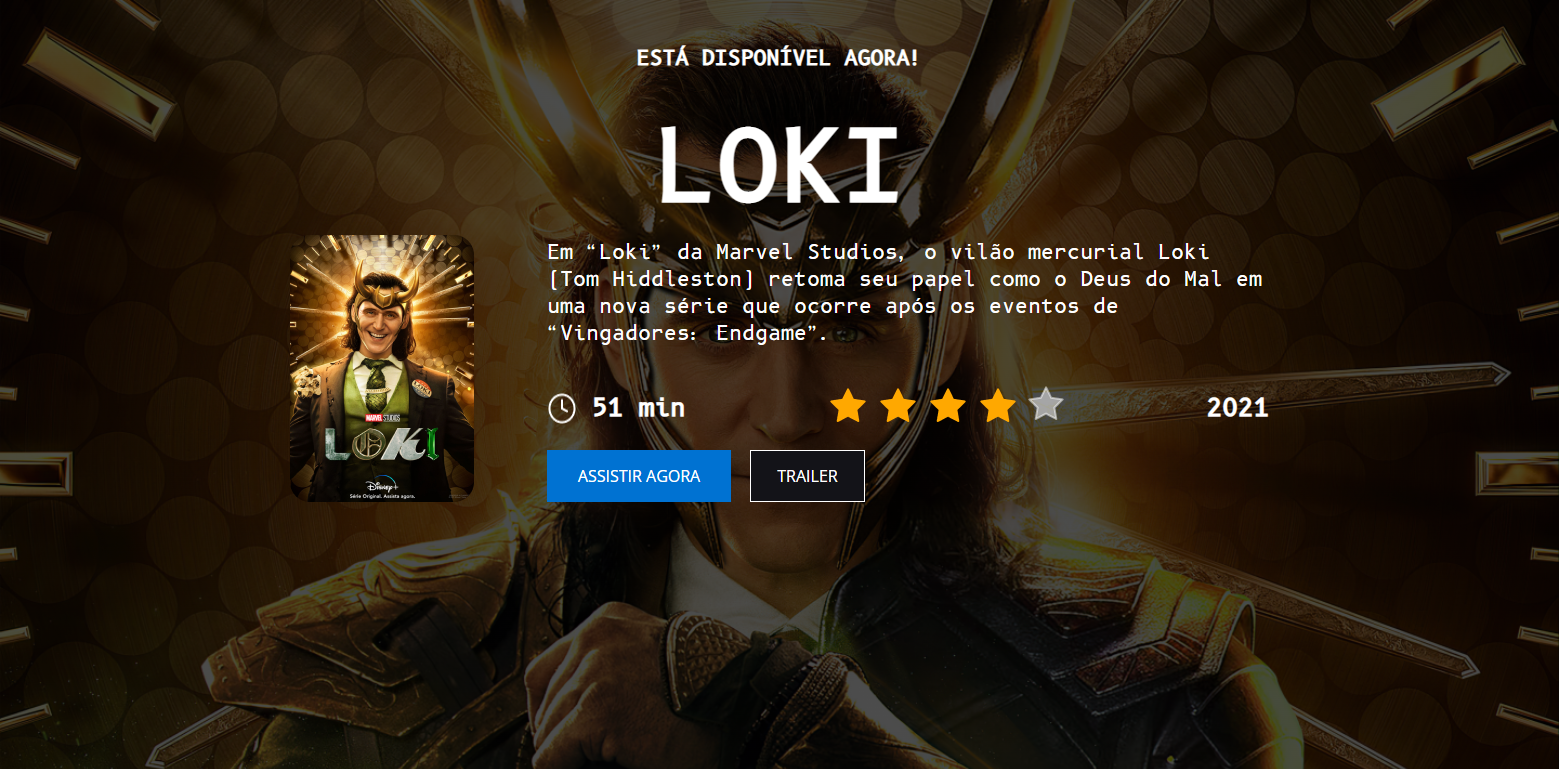 ESTÁ DISPONÍVEL AGORA!
LOKI
Em “Loki” da Marvel Studios, o vilão mercurial Loki
[Tom Hiddleston] retoma seu papel como o Deus do Mal em
uma nova série que ocorre após os eventos de
“Vingadores: Endgame”.
51 min
2021
ASSISTIR AGORA
TRAILER
MARVEL STUDIOS
LOKI
Disney+
Série Original. Assista agora.